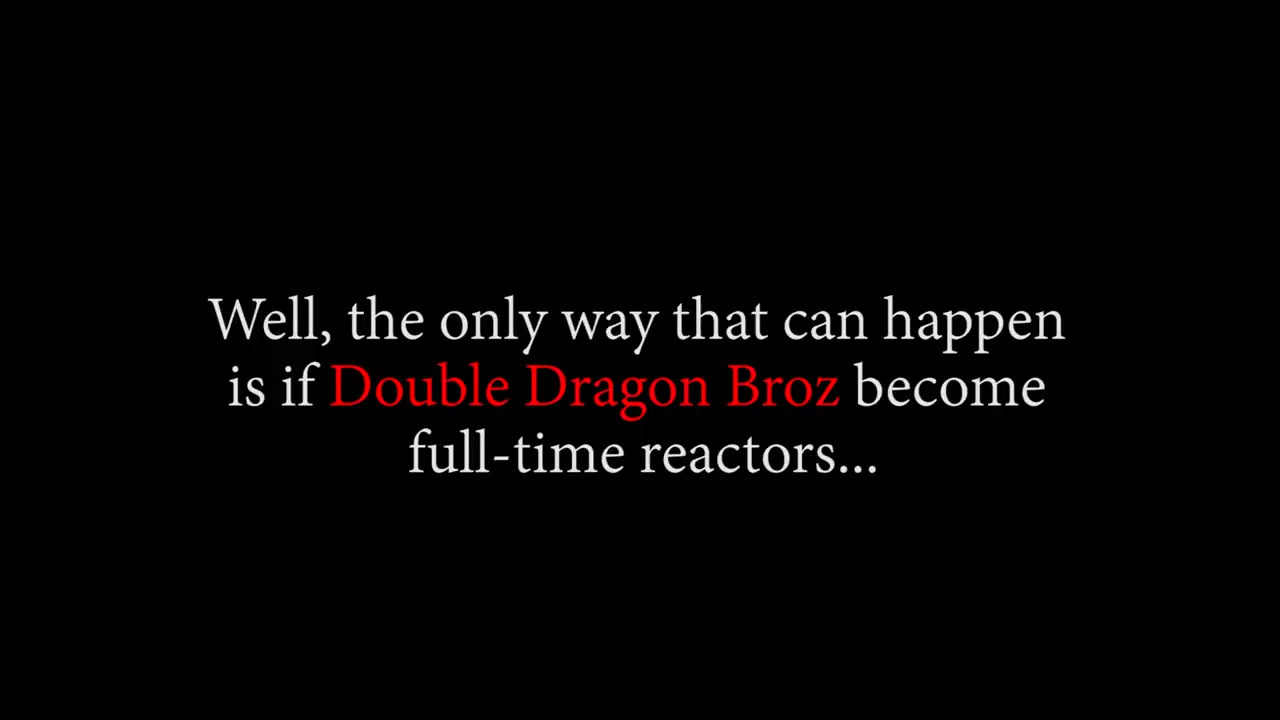 Well, the only way that can happen
is if Double Dragon Broz become
full-time reactors...